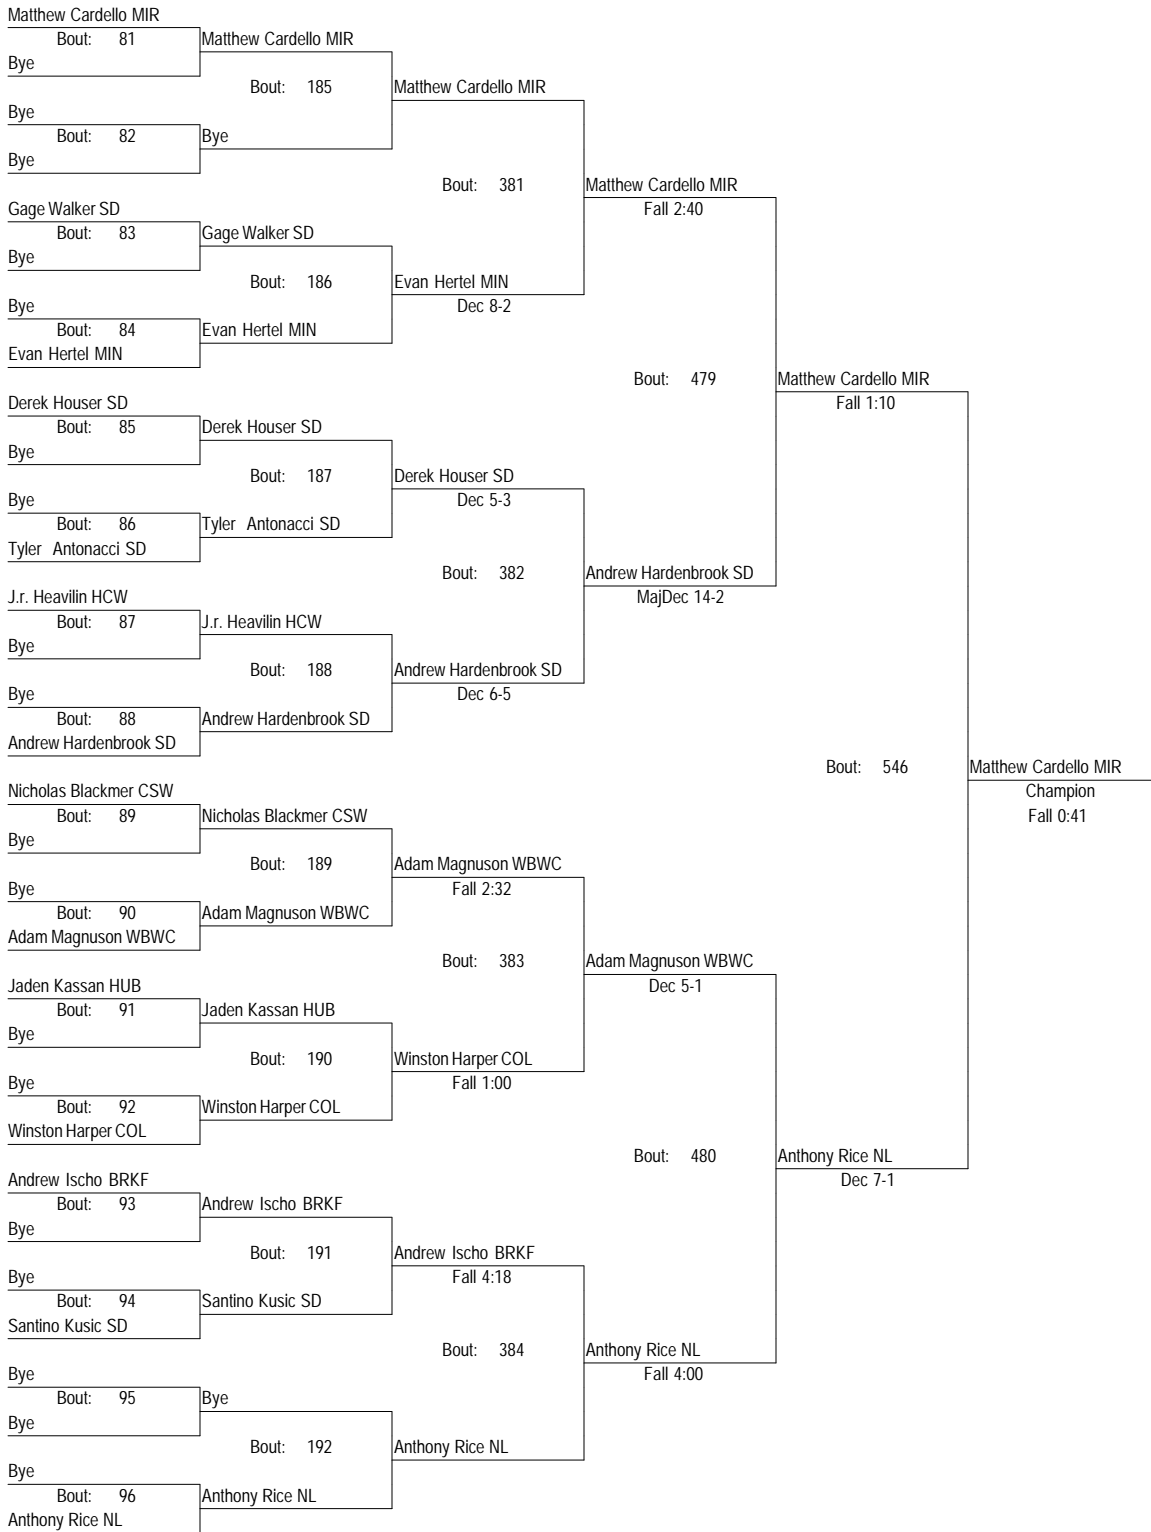 Matthew Cardello MIR
Bout: 81
Matthew Cardello MIR
Bye
Bout: 185
Matthew Cardello MIR
Bye
Bout: 82
Bye
Bye
Bout: 381
Matthew Cardello MIR
Fall 2:40
Gage Walker SD
Bout: 83
Gage Walker SD
Bye
Bout: 186
Evan Hertel MIN
Dec 8-2
Bye
Bout: 84
Evan Hertel MIN
Evan Hertel MIN
Bout: 479
Matthew Cardello MIR
Fall 1:10
Derek Houser SD
Bout: 85
Derek Houser SD
Bye
Bout: 187
Derek Houser SD
Dec 5-3
Bye
Bout: 86
Tyler Antonacci SD
Tyler Antonacci SD
Bout: 382
Andrew Hardenbrook SD
MajDec 14-2
J.r. Heavilin HCW
Bout: 87
J.r. Heavilin HCW
Bye
Bout: 188
Andrew Hardenbrook SD
Dec 6-5
Bye
Bout: 88
Andrew Hardenbrook SD
Andrew Hardenbrook SD
Bout: 546
Matthew Cardello MIR
Champion
Fall 0:41
Nicholas Blackmer CSW
Bout: 89
Nicholas Blackmer CSW
Bye
Bout: 189
Adam Magnuson WBWC
Fall 2:32
Bye
Bout: 90
Adam Magnuson WBWC
Adam Magnuson WBWC
Bout: 383
Adam Magnuson WBWC
Dec 5-1
Jaden Kassan HUB
Bout: 91
Jaden Kassan HUB
Bye
Bout: 190
Winston Harper COL
Fall 1:00
Bye
Bout: 92
Winston Harper COL
Winston Harper COL
Bout: 480
Anthony Rice NL
Dec 7-1
Andrew Ischo BRKF
Bout: 93
Andrew Ischo BRKF
Bye
Bout: 191
Andrew Ischo BRKF
Fall 4:18
Bye
Bout: 94
Santino Kusic SD
Santino Kusic SD
Bout: 384
Anthony Rice NL
Fall 4:00
Bye
Bout: 95
Bye
Bye
Bout: 192
Anthony Rice NL
Bye
Bout: 96
Anthony Rice NL
Anthony Rice NL